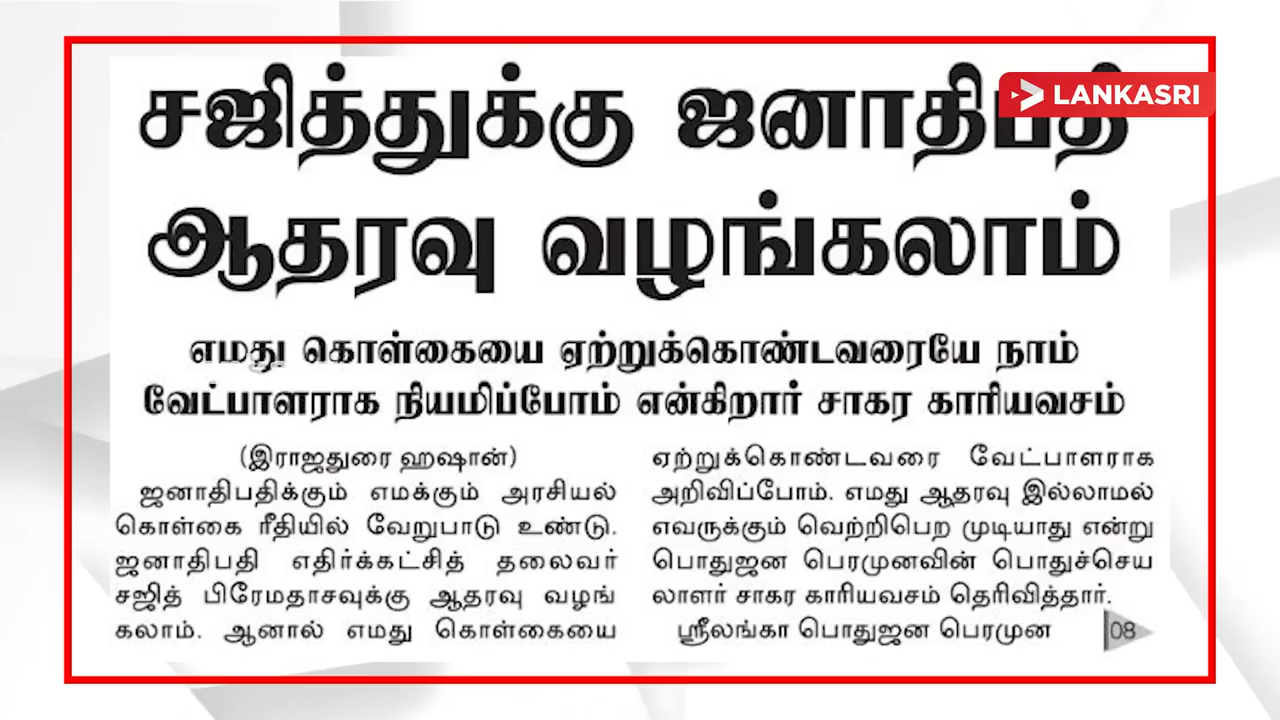 LANKASRI
சஜித்துக்கு ஜனாதிபதி
ஆதரவு வழங்கலாம்
எமது கொள்கையை ஏற்றுக்கொண்டவரையே நாம்
வேட்பாளராக நியமிப்போம் என்கிறார் சாகர காரியவசம்
(இராஜதுரை ஹஷான்)
ஜனாதிபதிக்கும் எமக்கும் அரசியல்
கொள்கை ரீதியில் வேறுபாடு உண்டு.
ஜனாதிபதி எதிர்க்கட்சித் தலைவர்
சஜித் பிரேமதாசவுக்கு ஆதரவு வழங்
கலாம். ஆனால் எமது கொள்கையை
ஏற்றுக்கொண்டவரை வேட்பாளராக
அறிவிப்போம். எமது ஆதரவு இல்லாமல்
எவருக்கும் வெற்றிபெற முடியாது என்று
பொதுஜன பெரமுனவின் பொதுச்செய
லாளர் சாகர காரியவசம் தெரிவித்தார்.
ஸ்ரீலங்கா பொதுஜன பெரமுன
08